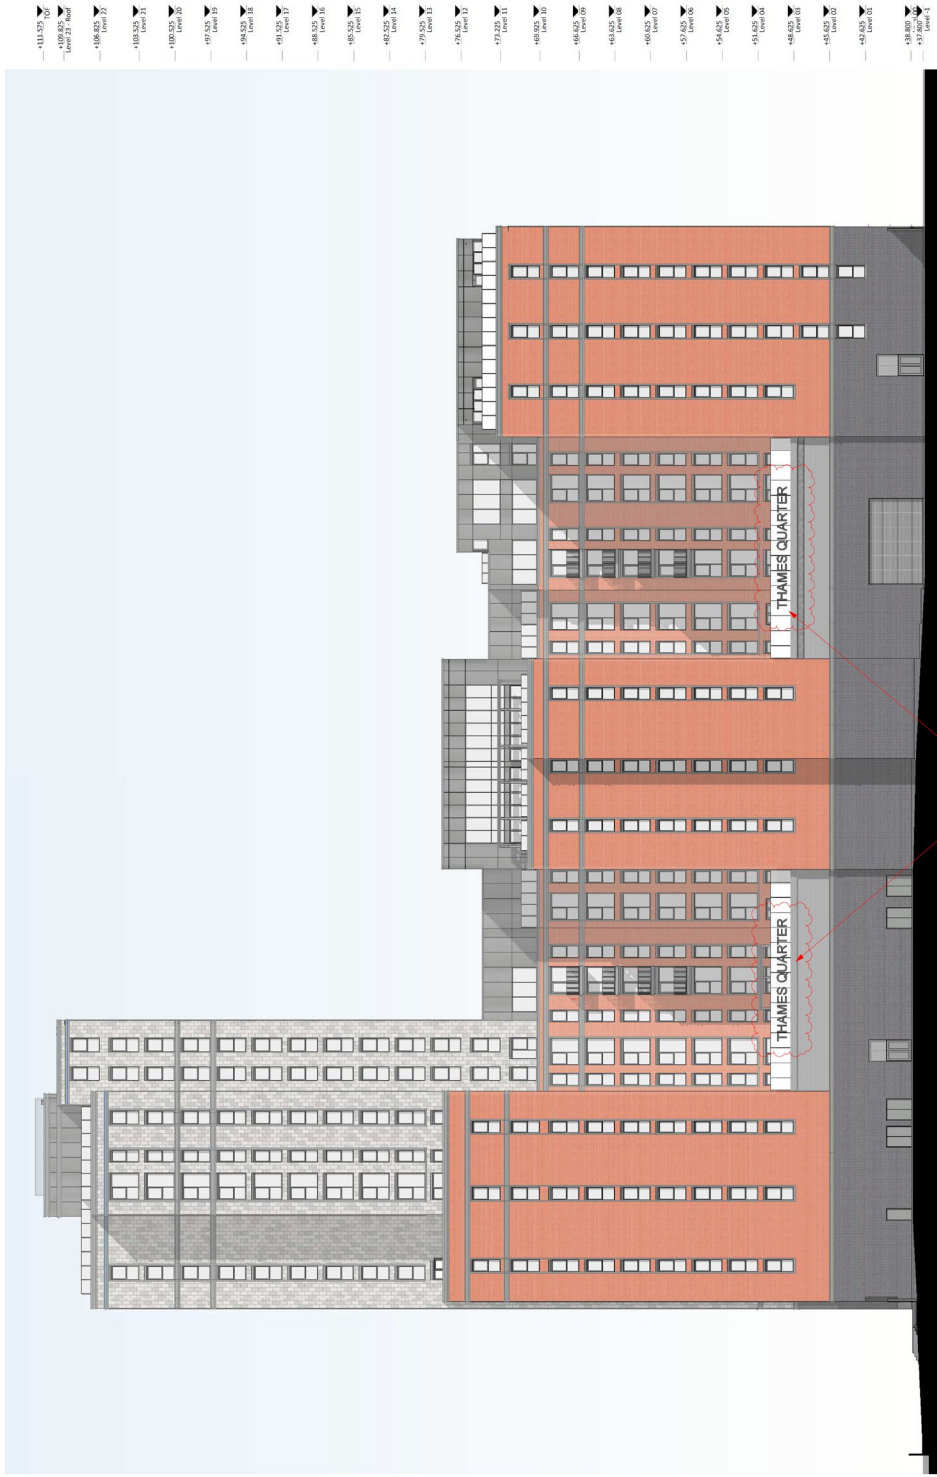 +111.575
TOF
+109.825
Level 23 - Roof
+106.825
Level 22
+103.525
Level 21
+100.525
Level 20
+97.525
Level 19
+94.525
Level 18
+91.525
Level 17
+88.525
Level 16
+85.525
Level 15
+82.525
Level 14
+79.525
Level 13
+76.525
Level 12
+73.225
Level 11
+69.925
Level 10
+66.625
Level 09
+63.625
Level 08
+60.625
Level 07
+57.625
Level 06
+54.625
Level 05
+51.625
Level 04
+48.625
Level 03
+45.625
Level 02
+42.625
Level 01
+38.800
+37.800
Level -1
THAMES QUARTER
THAMES QUARTER